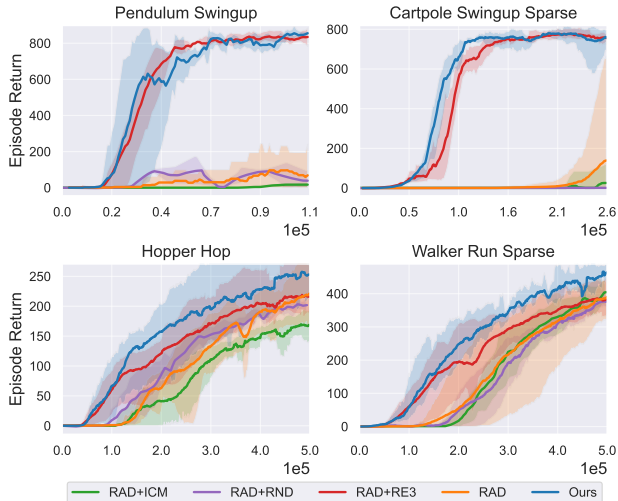 Pendulum Swingup
Cartpole Swingup Sparse
Episode Return
800
600
400
200
0
0.0 0.2 0.4 0.7 0.9 1.1
1e5
800
600
400
200
0
0.0 0.5 1.0 1.6 2.1 2.6
1e5
Hopper Hop
Walker Run Sparse
Episode Return
250
200
150
100
50
0
0.0 1.0 2.0 3.0 4.0 5.0
1e5
400
300
200
100
0
0.0 1.0 2.0 3.0 4.0 5.0
1e5
RAD+ICM RAD+RND RAD+RE3 RAD Ours